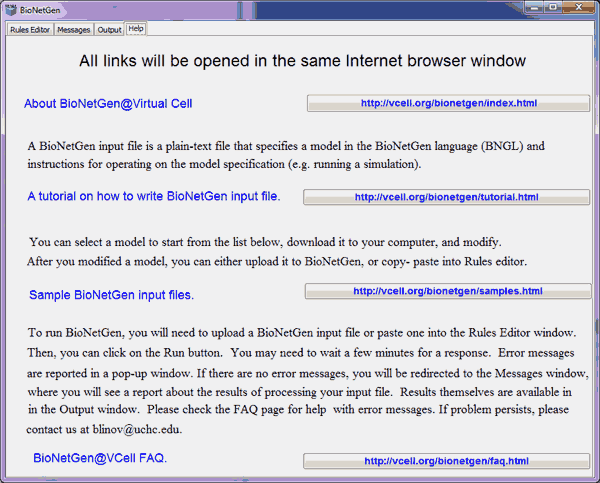 BioNetGen
Rules Editor Messages Output Help
All links will be opened in the same Internet browser window
About BioNetGen@Virtual Cell http://vcell.org/bionetgen/index.html
A BioNetGen input file is a plain-text file that specifies a model in the BioNetGen language (BNGL) and
instructions for operating on the model specification (e.g. running a simulation).
A tutorial on how to write BioNetGen input file. http://vcell.org/bionetgen/tutorial.html
You can select a model to start from the list below, download it to your computer, and modify.
After you modified a model, you can either upload it to BioNetGen, or copy- paste into Rules editor.
Sample BioNetGen input files. http://vcell.org/bionetgen/samples.html
To run BioNetGen, you will need to upload a BioNetGen input file or paste one into the Rules Editor window.
Then, you can click on the Run button. You may need to wait a few minutes for a response. Error messages
are reported in a pop-up window. If there are no error messages, you will be redirected to the Messages window,
where you will see a report about the results of processing your input file. Results themselves are available in
in the Output window. Please check the FAQ page for help with error messages. If problem persists, please
contact us at blinov@uchc.edu.
BioNetGen@VCell FAQ. http://vcell.org/bionetgen/faq.html